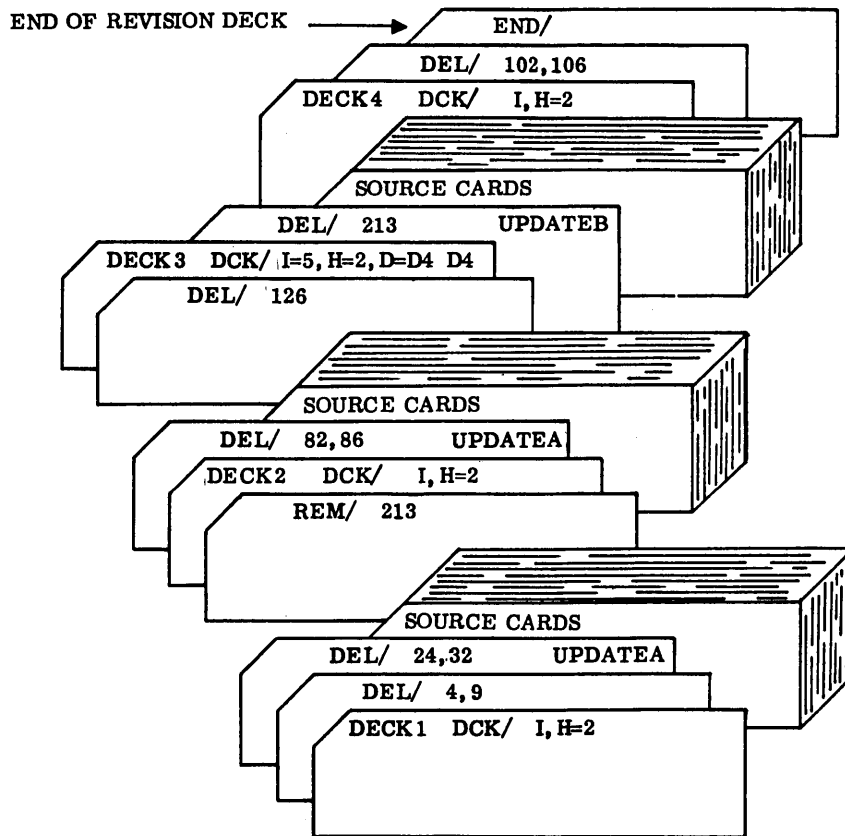 END OF REVISION DECK
END/
DEL/ 102,106
DECK4 DCK/ I,H=2
SOURCE CARDS
DEL/ 213 UPDATEB
DECK3 DCK/ I=5,H=2,D=D4 D4
DEL/ 126
SOURCE CARDS
DEL/ 82,86 UPDATEA
DECK2 DCK/ I,H=2
REM/ 213
SOURCE CARDS
DEL/ 24,32 UPDATEA
DEL/ 4,9
DECK1 DCK/ I,H=2